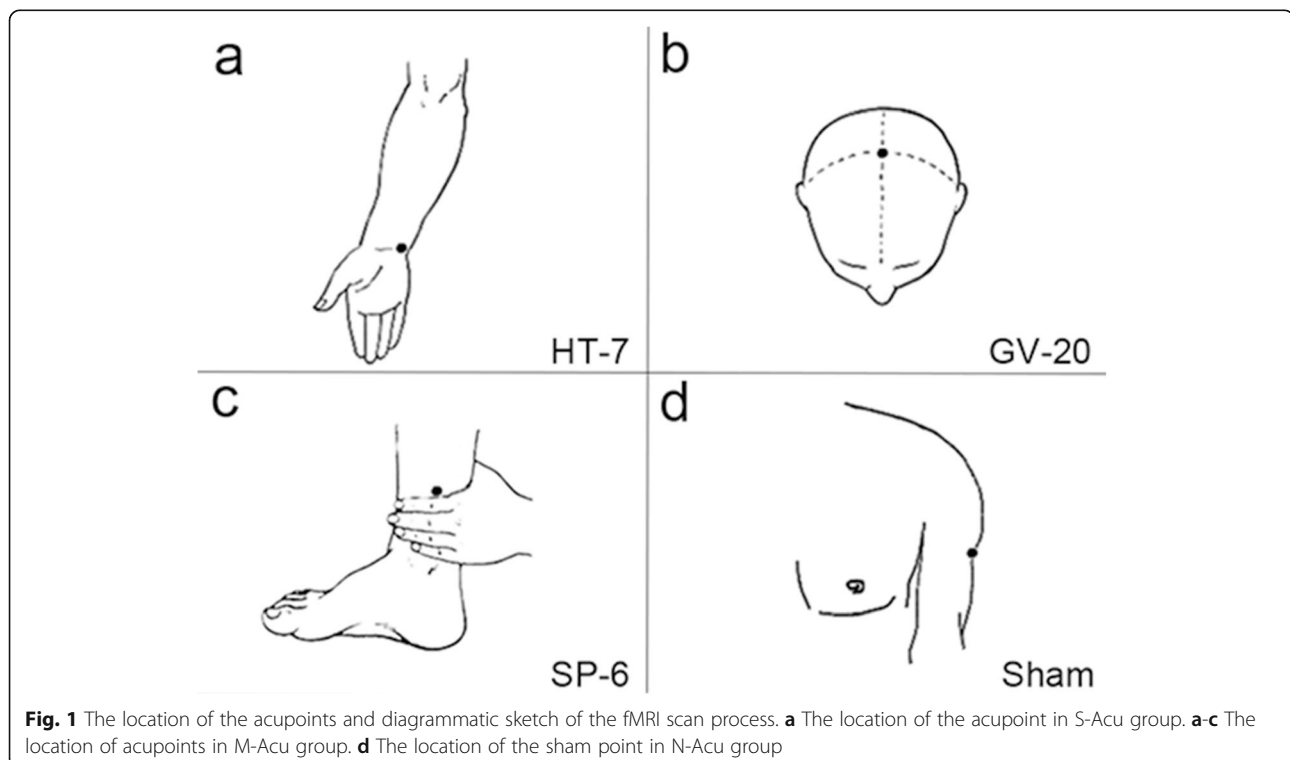 a
HT-7
b
GV-20
c
SP-6
d
Sham
Fig. 1 The location of the acupoints and diagrammatic sketch of the fMRI scan process. a The location of the acupoint in S-Acu group. a-c The
location of acupoints in M-Acu group. d The location of the sham point in N-Acu group